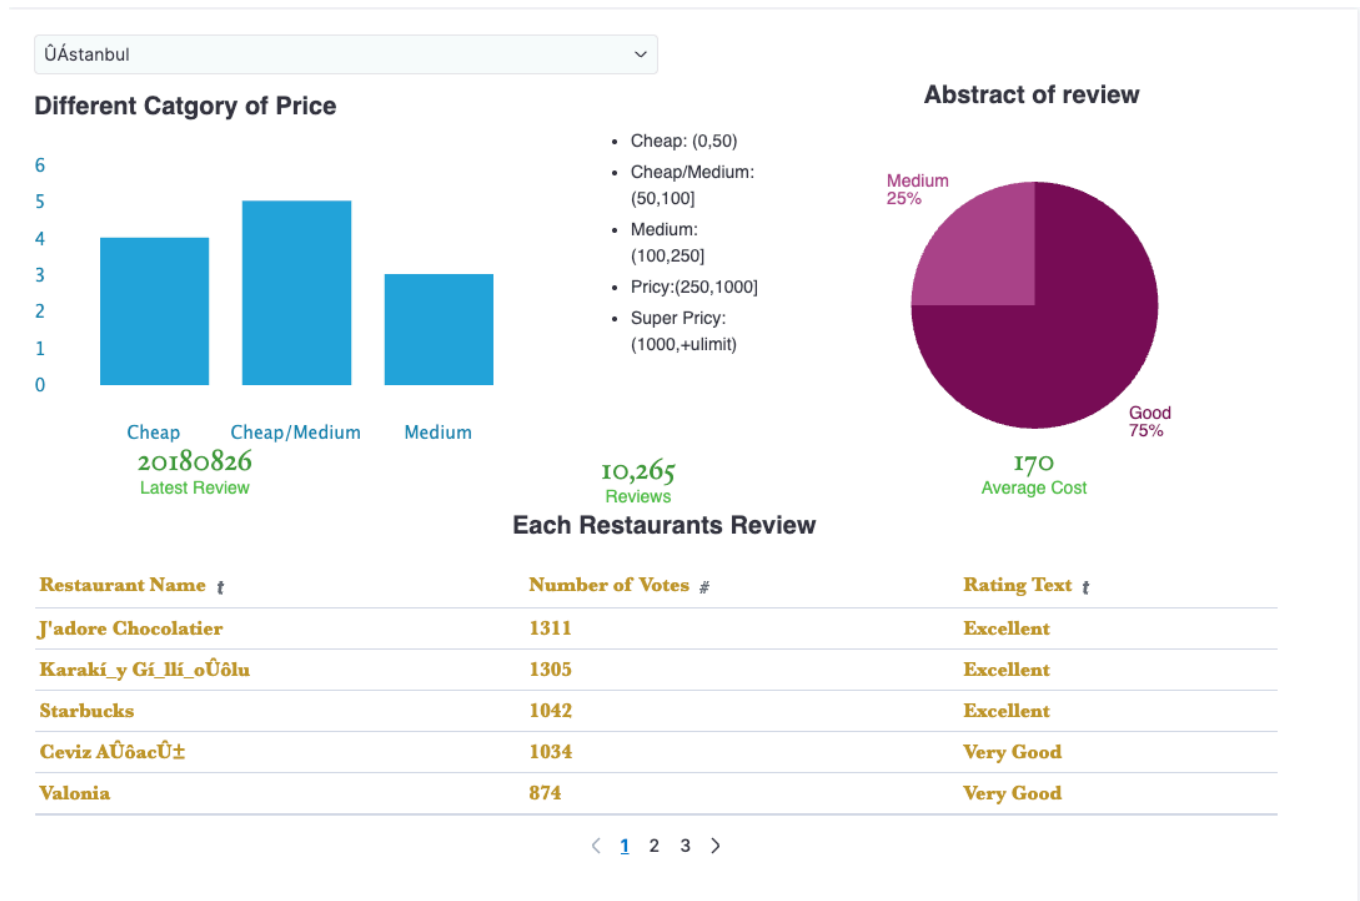 ÛÁstanbul
Different Catgory of Price
Abstract of review
6
5
4
3
2
1
0
Cheap
Cheap/Medium
Medium
• Cheap: (0,50)
• Cheap/Medium:
(50,100]
• Medium:
(100,250]
• Pricy:(250,1000]
• Super Pricy:
(1000,+ulimit)
Medium
25%
Good
75%
20180826
Latest Review
10,265
Reviews
170
Average Cost
Each Restaurants Review
Restaurant Name t Number of Votes # Rating Text t
J'adore Chocolatier 1311 Excellent
Karakí_y Gí_llí_oÛôlu 1305 Excellent
Starbucks 1042 Excellent
Ceviz AÛôacÛ± 1034 Very Good
Valonia 874 Very Good
< 1 2 3 >